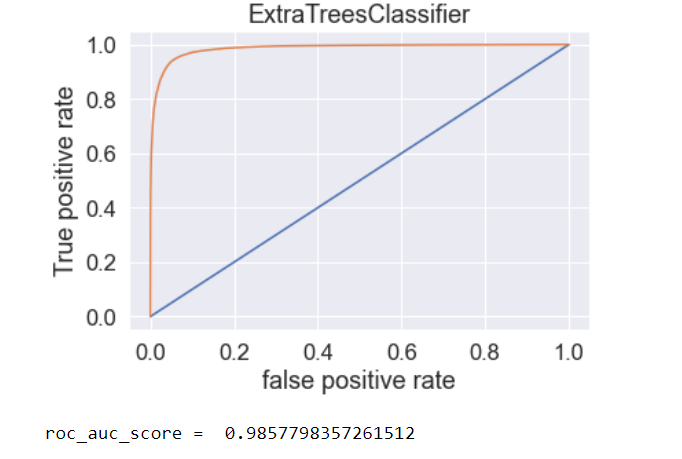 ExtraTreesClassifier
1.0
0.8
0.6
0.4
0.2
0.0
True positive rate
0.0 0.2 0.4 0.6 0.8 1.0
false positive rate
roc_auc_score =  0.9857798357261512